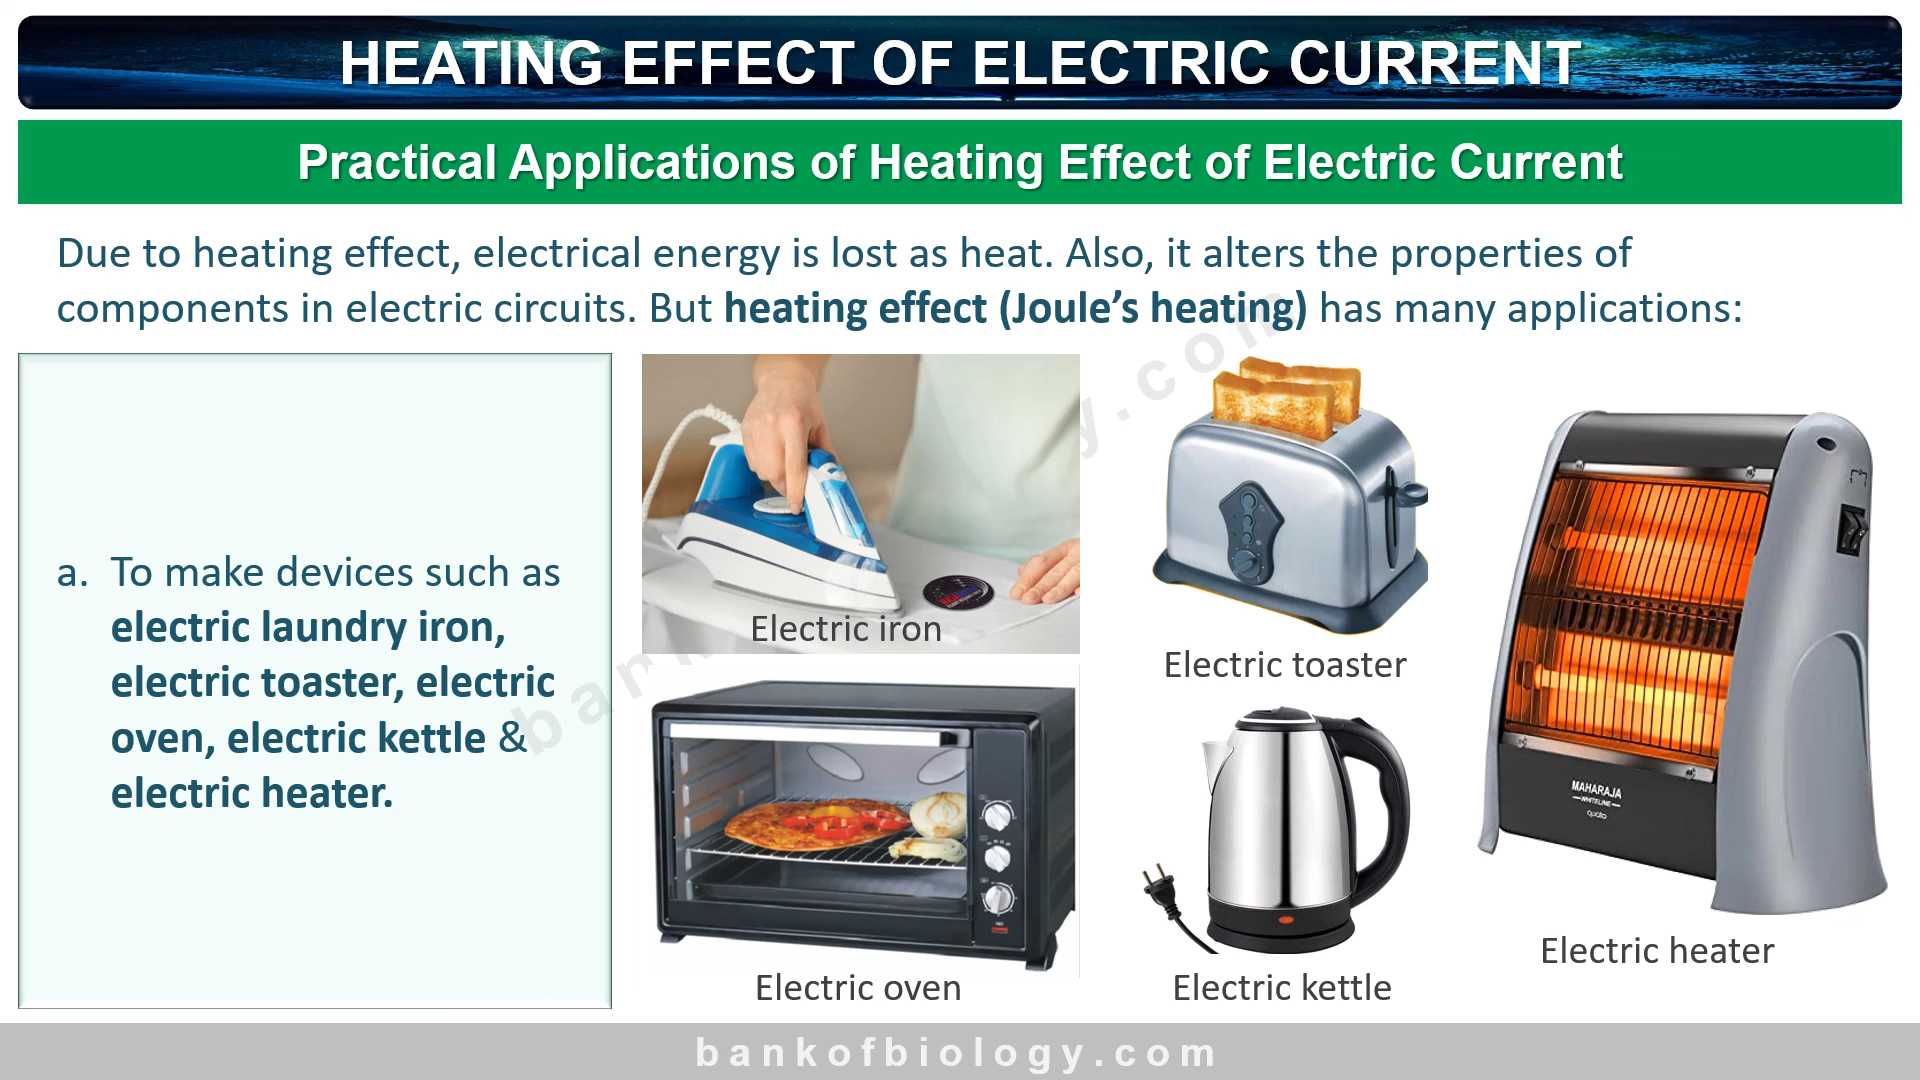 HEATING EFFECT OF ELECTRIC CURRENT
Practical Applications of Heating Effect of Electric Current
Due to heating effect, electrical energy is lost as heat. Also, it alters the properties of
components in electric circuits. But heating effect (Joule’s heating) has many applications:
a. To make devices such as
electric laundry iron,
electric toaster, electric
oven, electric kettle &
electric heater.
Electric iron
Electric toaster
MAHARAJA
WHITELINE
quato
Electric heater
Electric oven
Electric kettle
bankofbiology.com